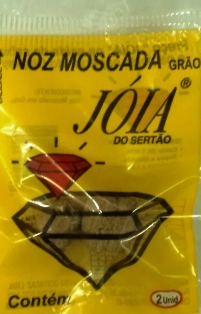 NOZ MOSCADA GRÃO
JÓIA®
DO SERTÃO
Contém
2 Unid.